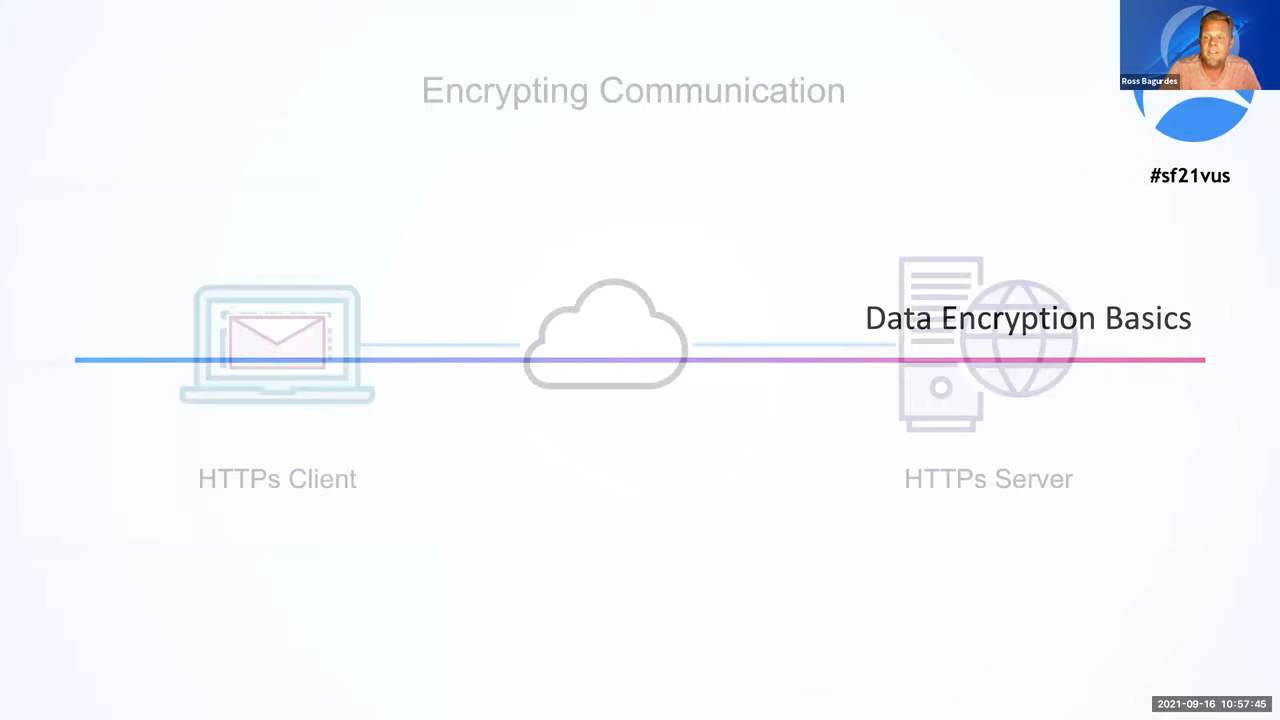 Encrypting Communication
Ross Bagurdes
#sf21vus
Data Encryption Basics
HTTPs Client
HTTPs Server
2021-09-16 10:57:45